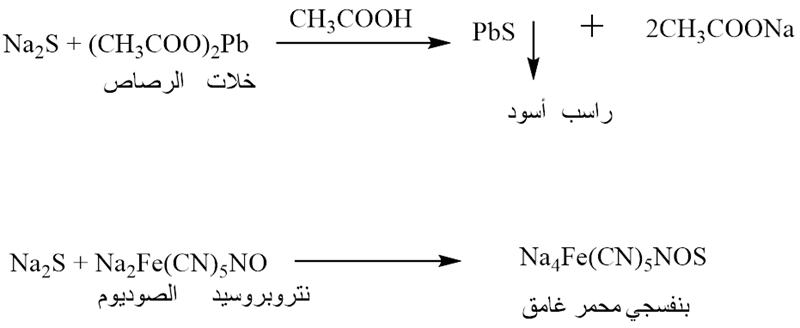 CH₃COOH
Na₂S + (CH₃COO)₂Pb → PbS ↓ + 2CH₃COONa
خلات الرصاص
راسب أسود
Na₂S + Na₂Fe(CN)₅NO → Na₄Fe(CN)₅NOS
نتروبروسيد الصوديوم بنفسجي محمر غامق